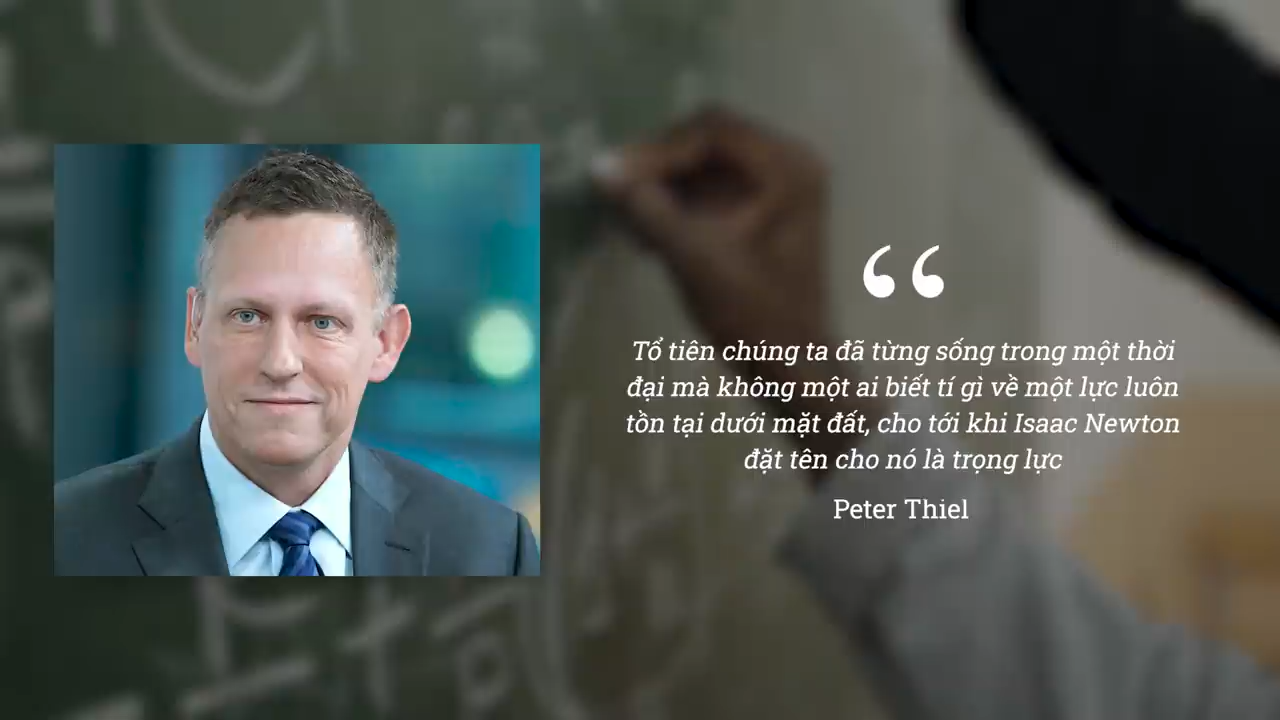 “
Tổ tiên chúng ta đã từng sống trong một thời
đại mà không một ai biết tí gì về một lực luôn
tồn tại dưới mặt đất, cho tới khi Isaac Newton
đặt tên cho nó là trọng lực
Peter Thiel